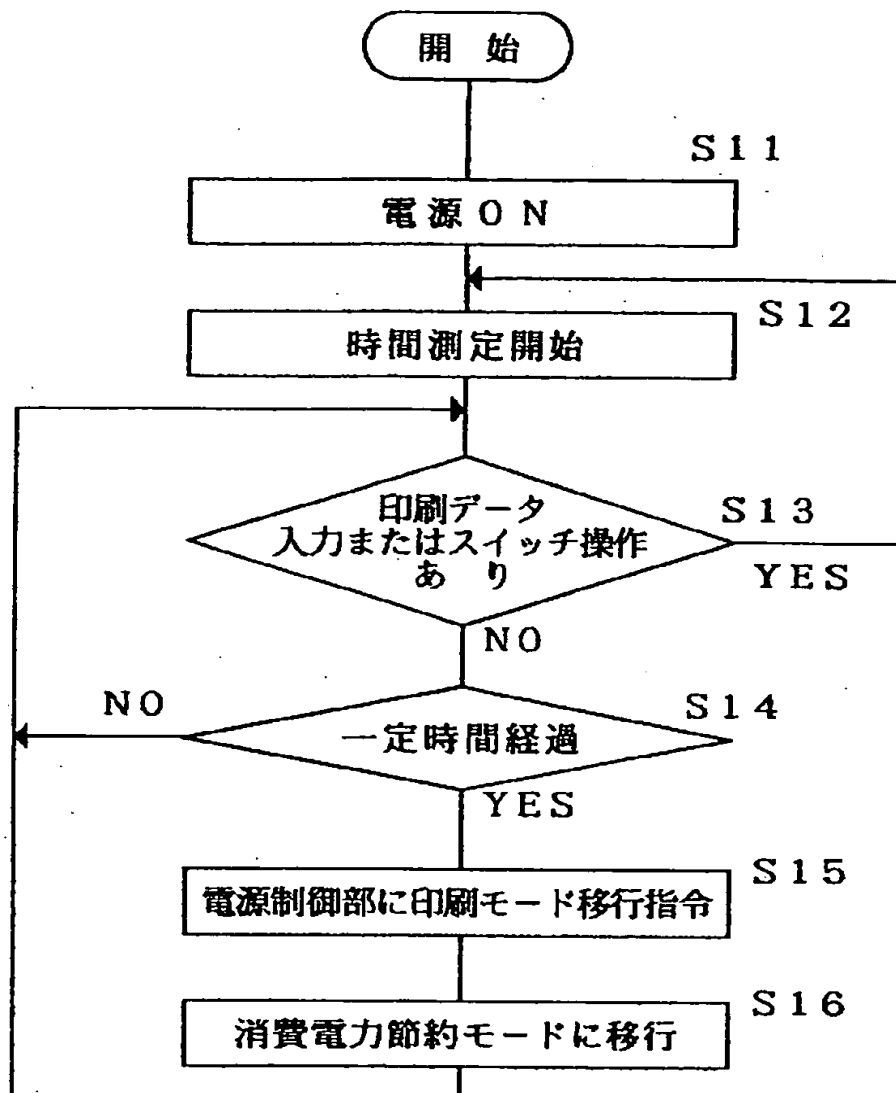 開 始
S11
電源ON
S12
時間測定開始
印刷データ
入力またはスイッチ操作
あ り
S13
YES
NO
NO
S14
一定時間経過
YES
S15
電源制御部に印刷モード移行指令
S16
消費電力節約モードに移行